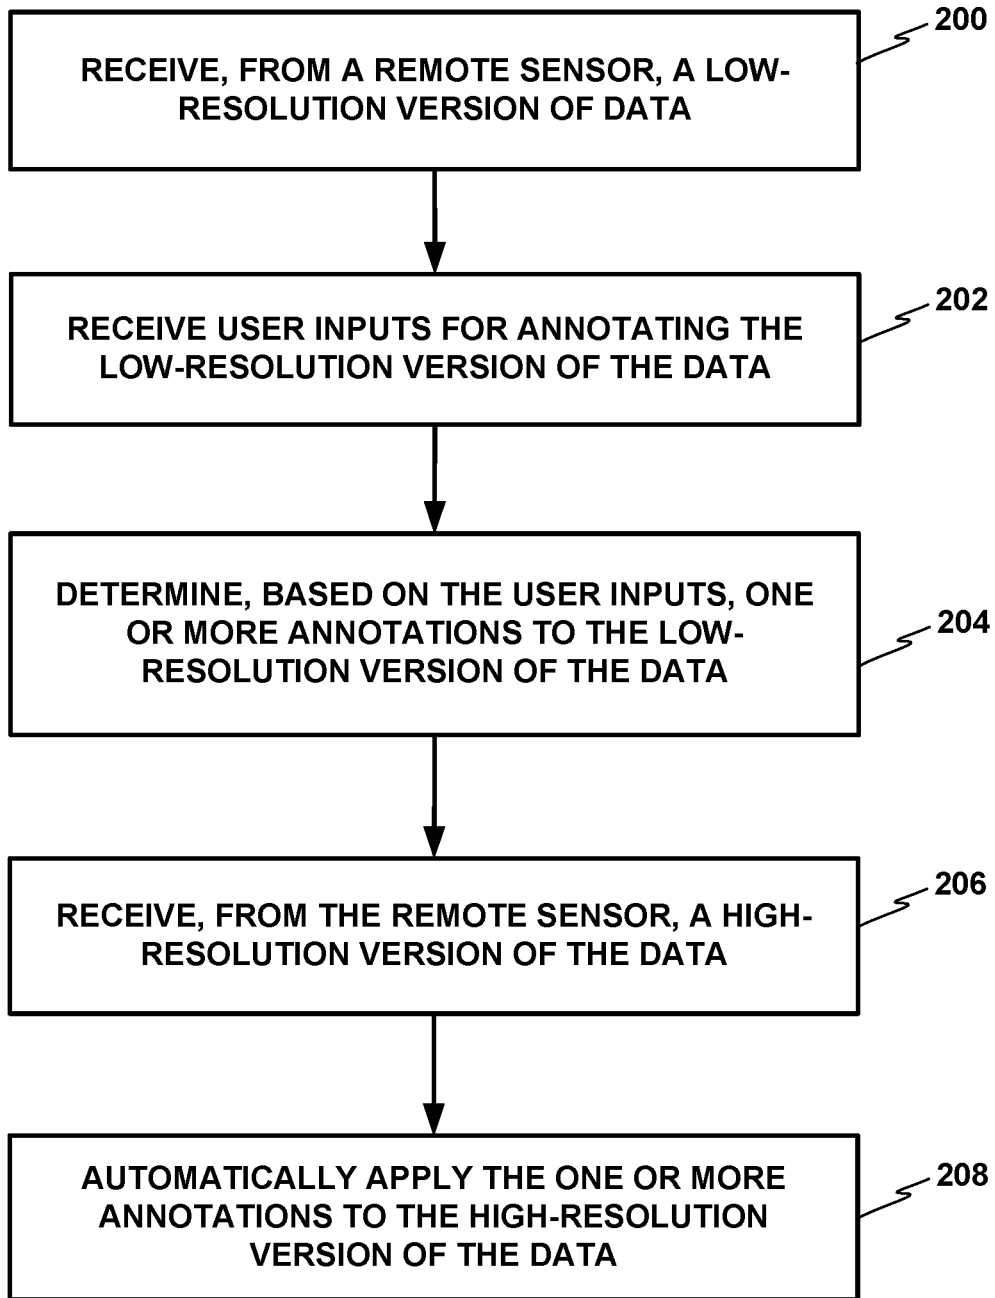 200
RECEIVE, FROM A REMOTE SENSOR, A LOW-
RESOLUTION VERSION OF DATA
202
RECEIVE USER INPUTS FOR ANNOTATING THE
LOW-RESOLUTION VERSION OF THE DATA
204
DETERMINE, BASED ON THE USER INPUTS, ONE
OR MORE ANNOTATIONS TO THE LOW-
RESOLUTION VERSION OF THE DATA
206
RECEIVE, FROM THE REMOTE SENSOR, A HIGH-
RESOLUTION VERSION OF THE DATA
208
AUTOMATICALLY APPLY THE ONE OR MORE
ANNOTATIONS TO THE HIGH-RESOLUTION
VERSION OF THE DATA